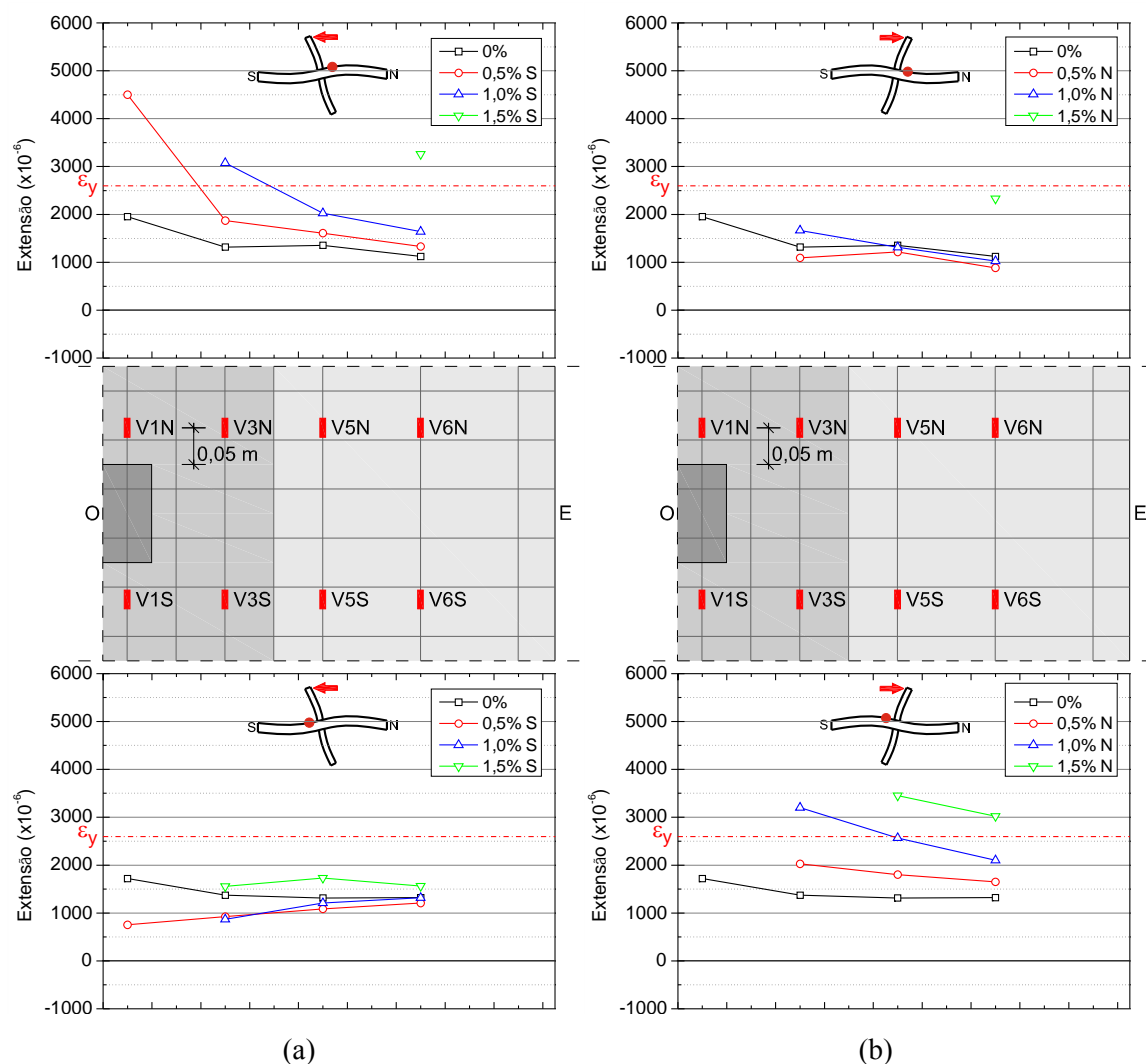 6000
5000
4000
3000
εy
2000
1000
0
-1000
Extensão (x10⁻⁶)
S
N
0%
0,5% S
1,0% S
1,5% S
6000
5000
4000
3000
εy
2000
1000
0
-1000
Extensão (x10⁻⁶)
S
N
0%
0,5% N
1,0% N
1,5% N
V1N
V3N
V5N
V6N
0,05 m
O
E
V1S
V3S
V5S
V6S
V1N
V3N
V5N
V6N
0,05 m
O
E
V1S
V3S
V5S
V6S
6000
5000
4000
3000
εy
2000
1000
0
-1000
Extensão (x10⁻⁶)
S
N
0%
0,5% S
1,0% S
1,5% S
6000
5000
4000
3000
εy
2000
1000
0
-1000
Extensão (x10⁻⁶)
S
N
0%
0,5% N
1,0% N
1,5% N
(a)
(b)